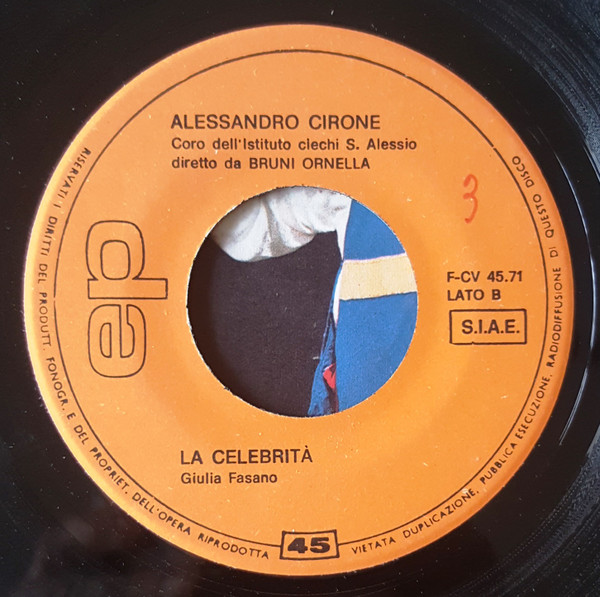 ALESSANDRO CIRONE
Coro dell'Istituto ciechi S. Alessio
diretto da BRUNI ORNELLA
3
ep
F-CV 45.71
LATO B
S.I.A.E.
LA CELEBRITÀ
Giulia Fasano
RISERVATI I DIRITTI DEL PRODUTT. FONOGR. E DEL PROPRIET. DELL'OPERA RIPRODOTTA
45
VIETATA DUPLICAZIONE, PUBBLICA ESECUZIONE, RADIODIFFUSIONE DI QUESTO DISCO